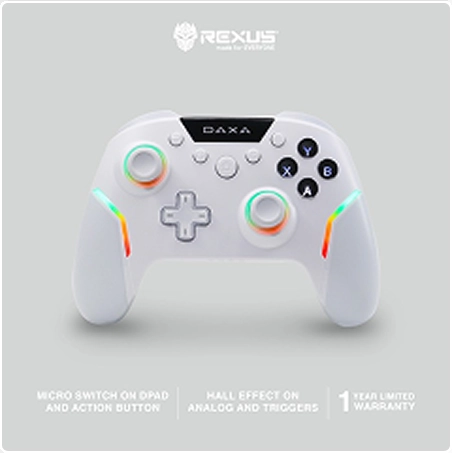 REXUS
made for EVERYONE
DAXA
Y
X B
A
MICRO SWITCH ON DPAD
AND ACTION BUTTON
HALL EFFECT ON
ANALOG AND TRIGGERS
1 YEAR LIMITED
WARRANTY